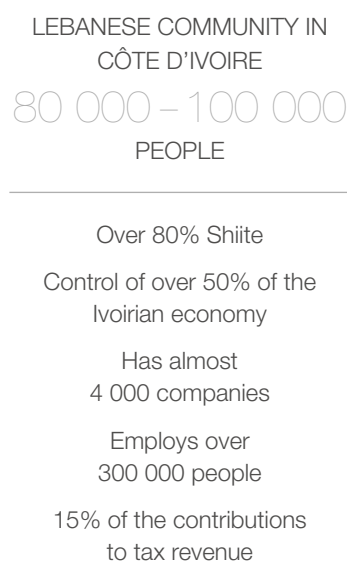 LEBANESE COMMUNITY IN
CÔTE D’IVOIRE
80 000 – 100 000
PEOPLE
Over 80% Shiite
Control of over 50% of the
Ivoirian economy
Has almost
4 000 companies
Employs over
300 000 people
15% of the contributions
to tax revenue